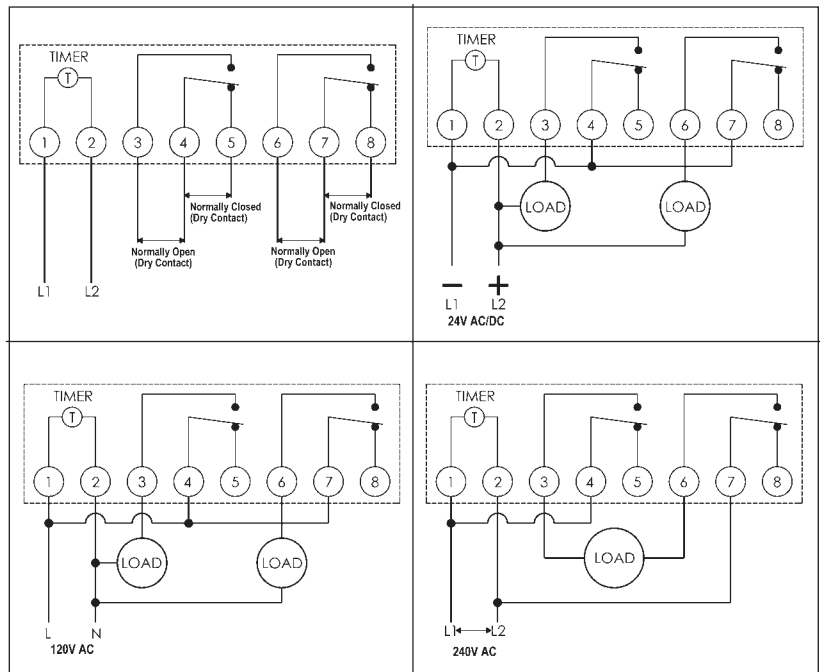 TIMER
T
1 2 3 4 5 6 7 8
Normally Closed
(Dry Contact)
Normally Closed
(Dry Contact)
Normally Open
(Dry Contact)
Normally Open
(Dry Contact)
L1 L2
TIMER
T
1 2 3 4 5 6 7 8
LOAD LOAD
− +
L1 L2
24V AC/DC
TIMER
T
1 2 3 4 5 6 7 8
LOAD LOAD
L N
120V AC
TIMER
T
1 2 3 4 5 6 7 8
LOAD
L1 L2
240V AC